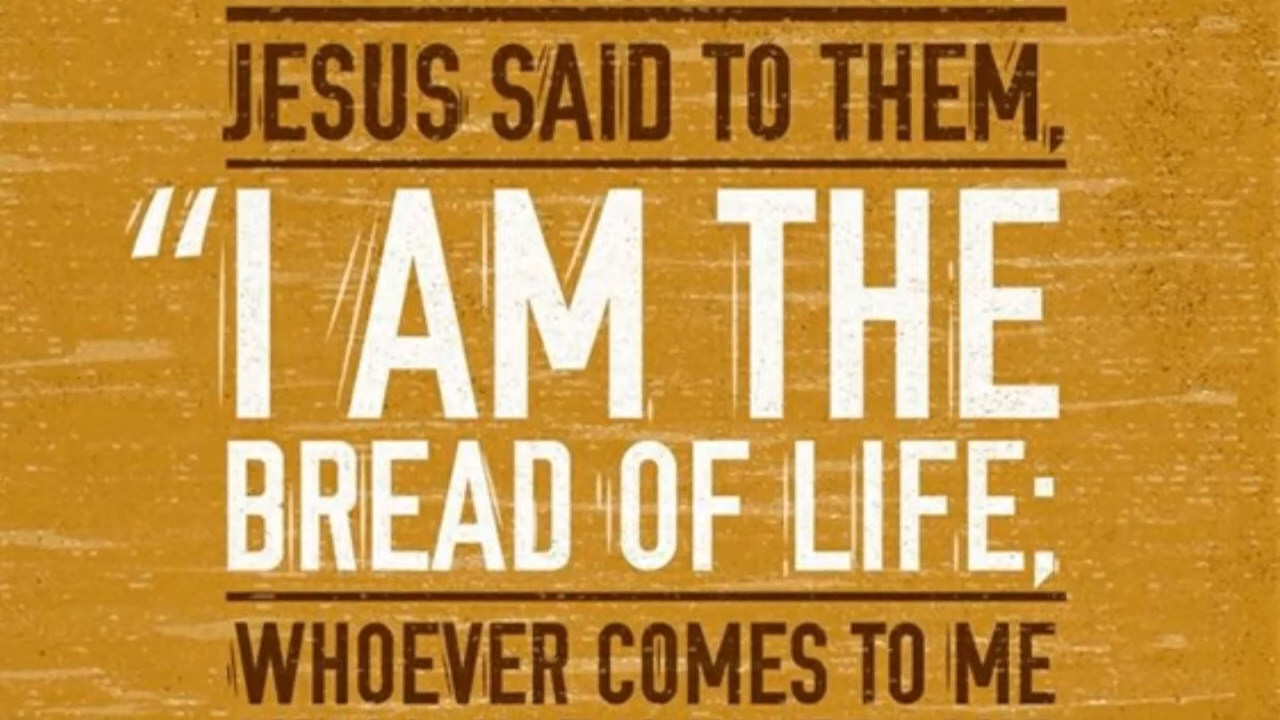 JESUS SAID TO THEM,
“I AM THE
BREAD OF LIFE;
WHOEVER COMES TO ME